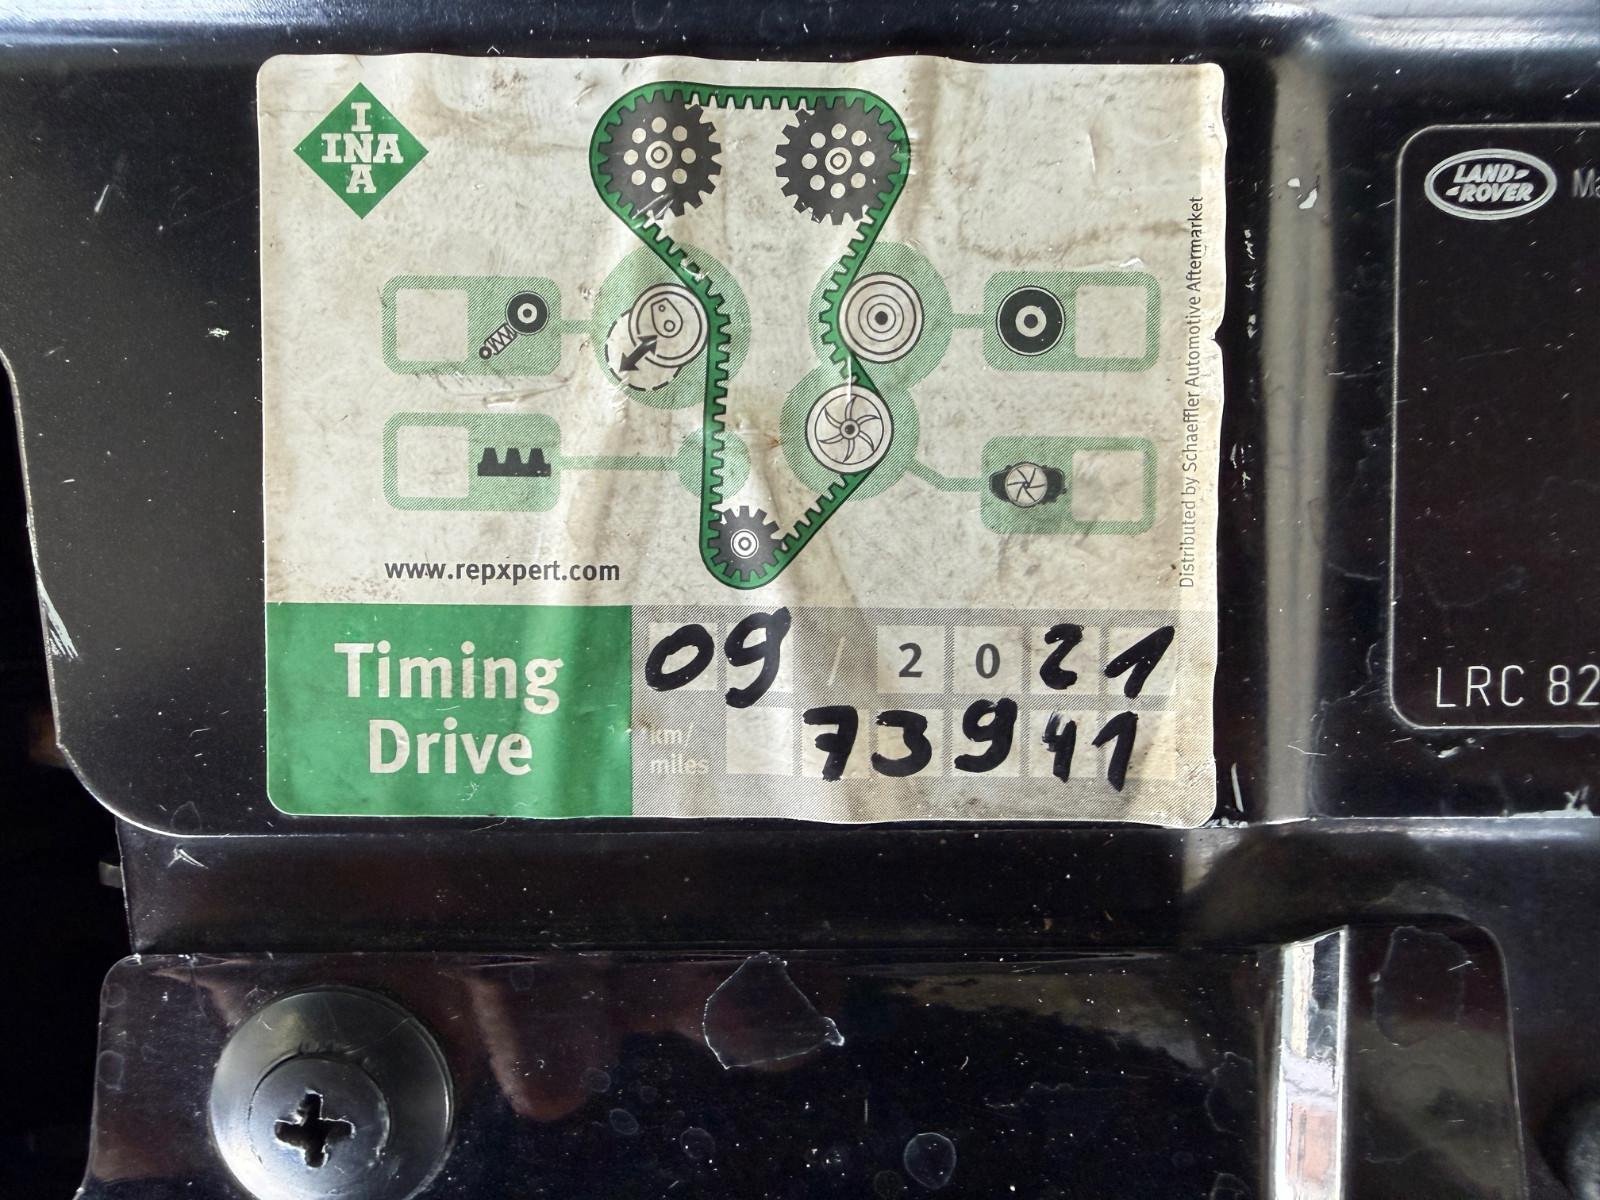 I
INA
A
LAND
ROVER
Distributed by Schaeffler Automotive Aftermarket
www.repxpert.com
Timing
Drive
09 / 2021
km/
miles
73941
LRC 82